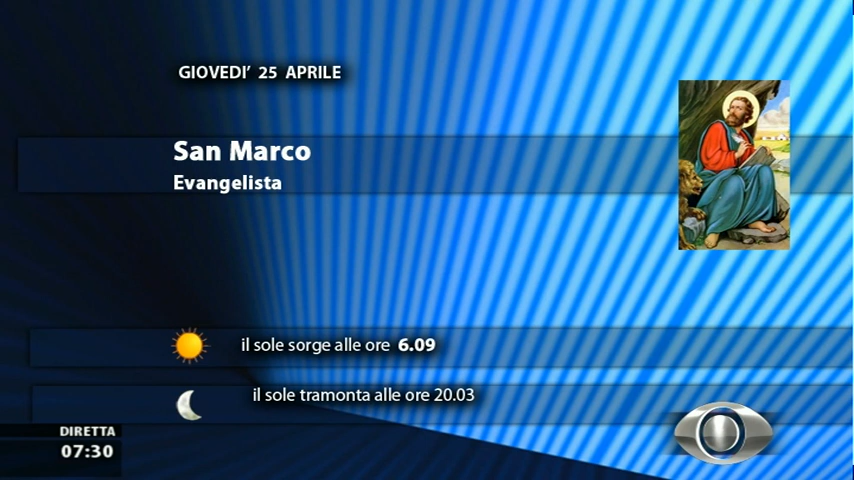 GIOVEDI’ 25 APRILE
San Marco
Evangelista
il sole sorge alle ore 6.09
il sole tramonta alle ore 20.03
DIRETTA
07:30